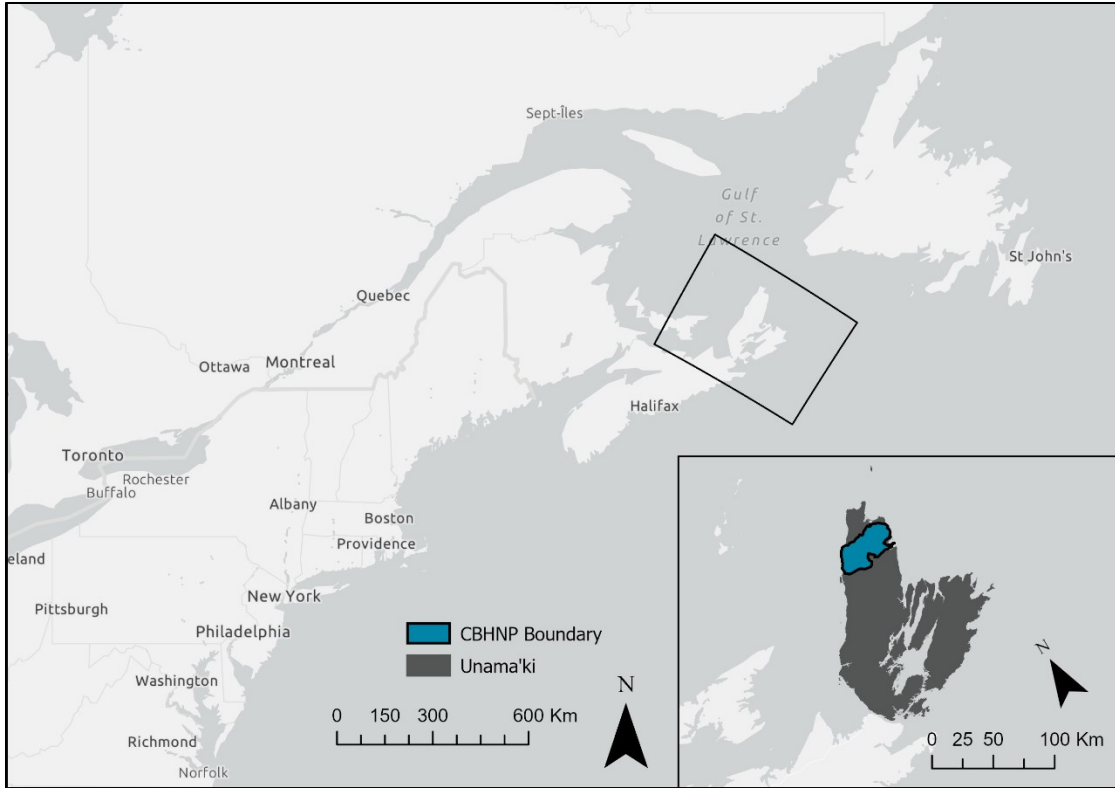 Sept-Îles
Gulf
of St.
Lawrence
St John's
Quebec
Ottawa
Montreal
Halifax
Toronto
Rochester
Buffalo
Albany
Boston
Providence
eland
New York
Pittsburgh
Philadelphia
Washington
Richmond
Norfolk
CBHNP Boundary
Unama'ki
N
0 150 300 600 Km
N
0 25 50 100 Km